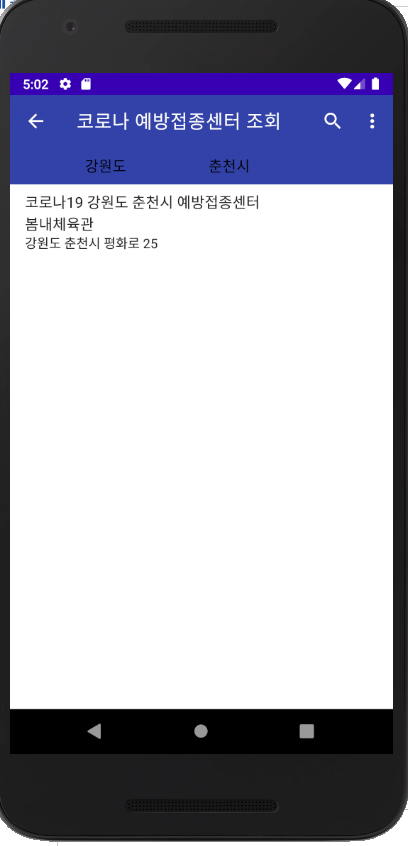 5:02
코로나 예방접종센터 조회
강원도 춘천시
코로나19 강원도 춘천시 예방접종센터
봄내체육관
강원도 춘천시 평화로 25